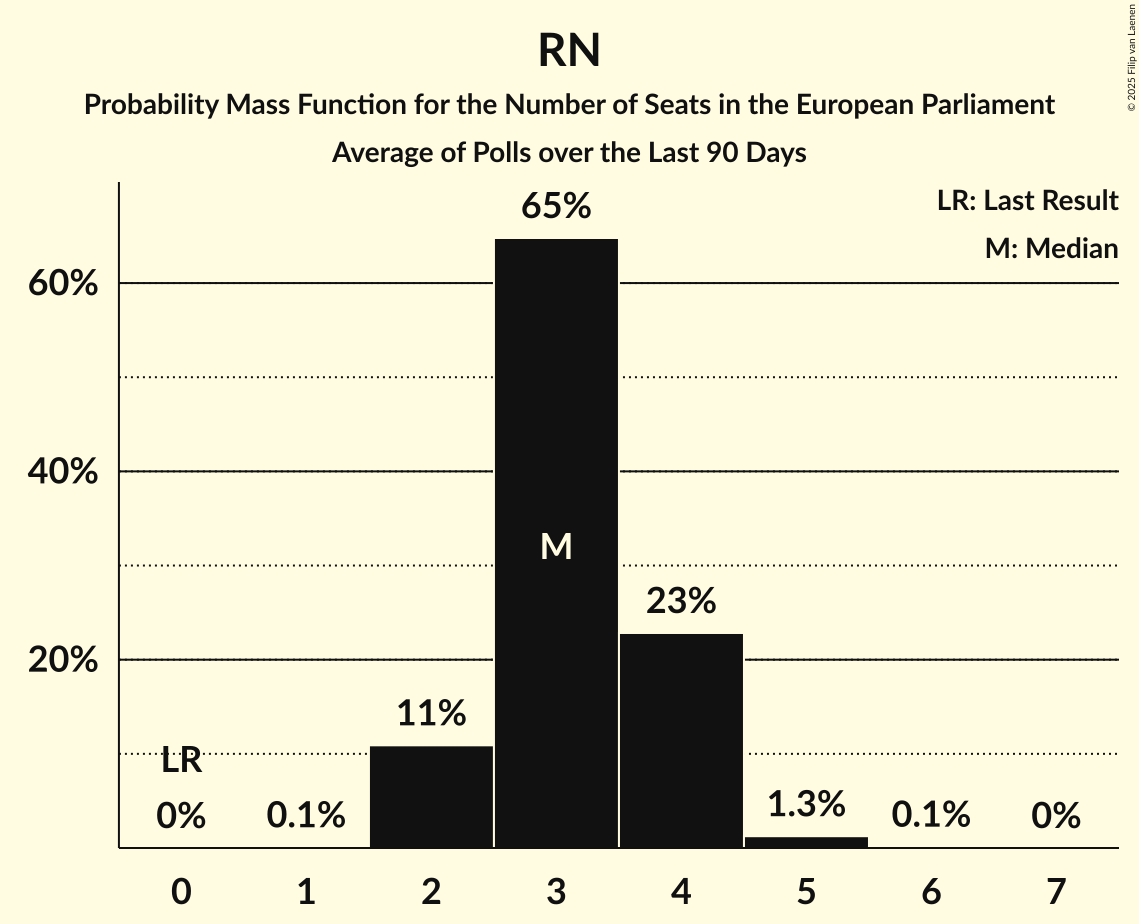 RN
Probability Mass Function for the Number of Seats in the European Parliament
Average of Polls over the Last 90 Days
© 2025 Filip van Laenen
LR: Last Result
M: Median
65%
60%
40%
M
23%
20%
11%
LR
0%
0.1%
1.3%
0.1%
0%
0 1 2 3 4 5 6 7